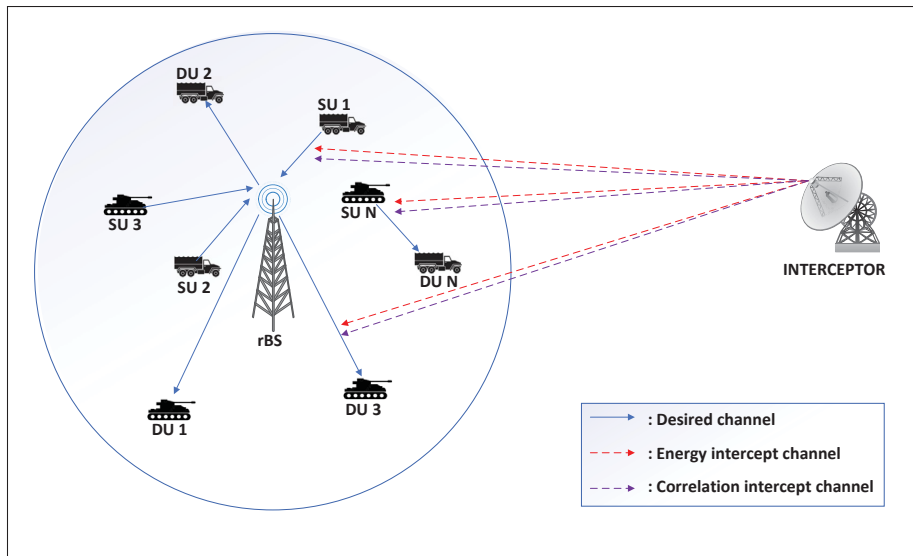 DU 2
SU 1
SU 3
SU N
SU 2
DU N
INTERCEPTOR
rBS
DU 1
DU 3
: Desired channel
: Energy intercept channel
: Correlation intercept channel